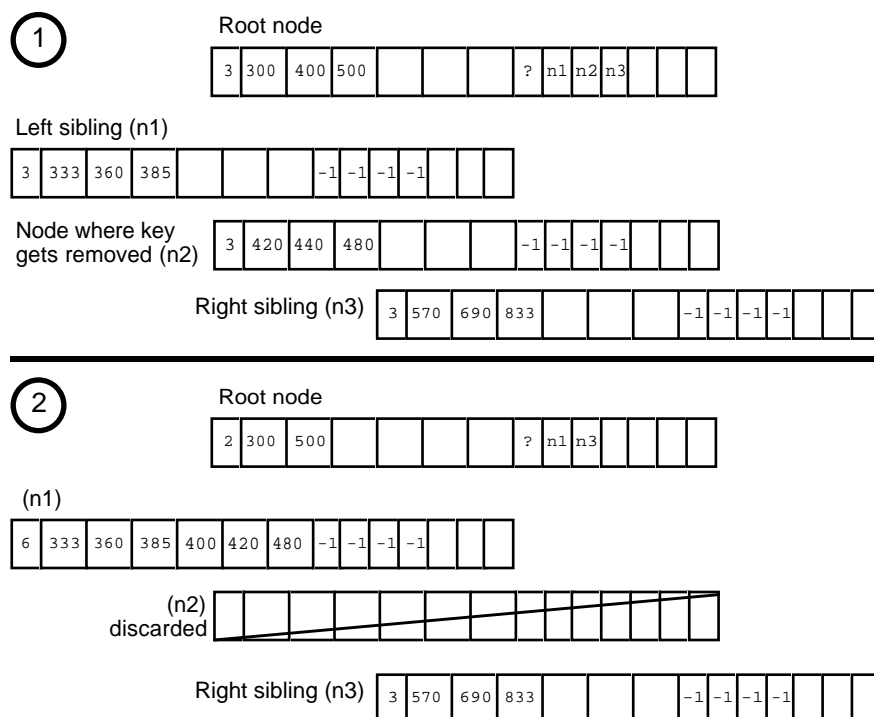 1
Root node
3 300 400 500 ? n1 n2 n3
Left sibling (n1)
3 333 360 385 -1 -1 -1 -1
Node where key
gets removed (n2)
3 420 440 480 -1 -1 -1 -1
Right sibling (n3)
3 570 690 833 -1 -1 -1 -1
2
Root node
2 300 500 ? n1 n3
(n1)
6 333 360 385 400 420 480 -1 -1 -1 -1
(n2)
discarded
Right sibling (n3)
3 570 690 833 -1 -1 -1 -1